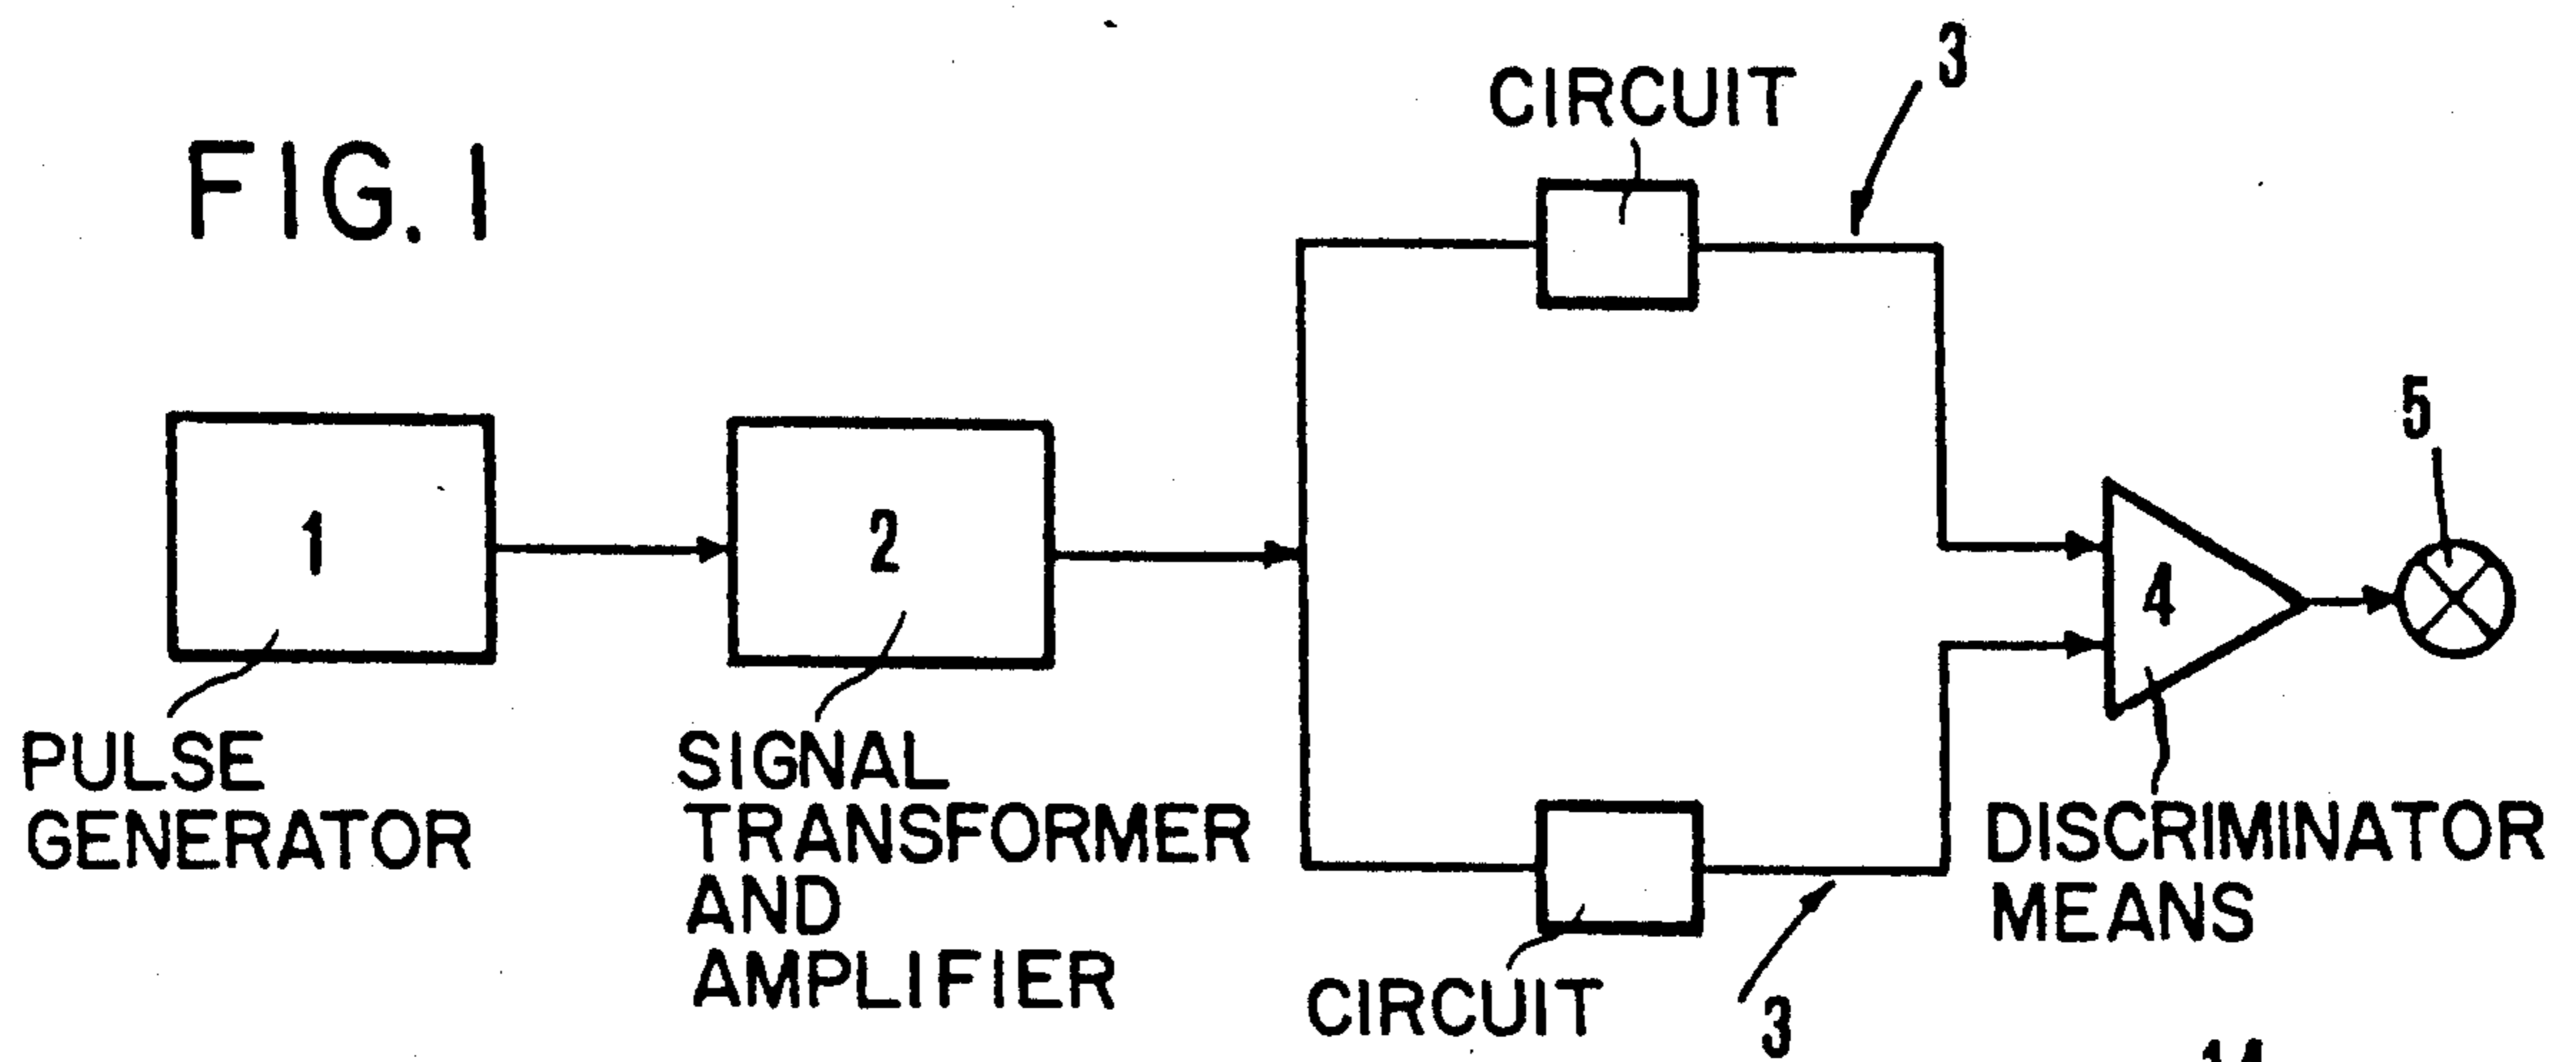 FIG. 1
CIRCUIT
3
5
1
2
4
PULSE
GENERATOR
SIGNAL
TRANSFORMER
AND
AMPLIFIER
DISCRIMINATOR
MEANS
CIRCUIT
3